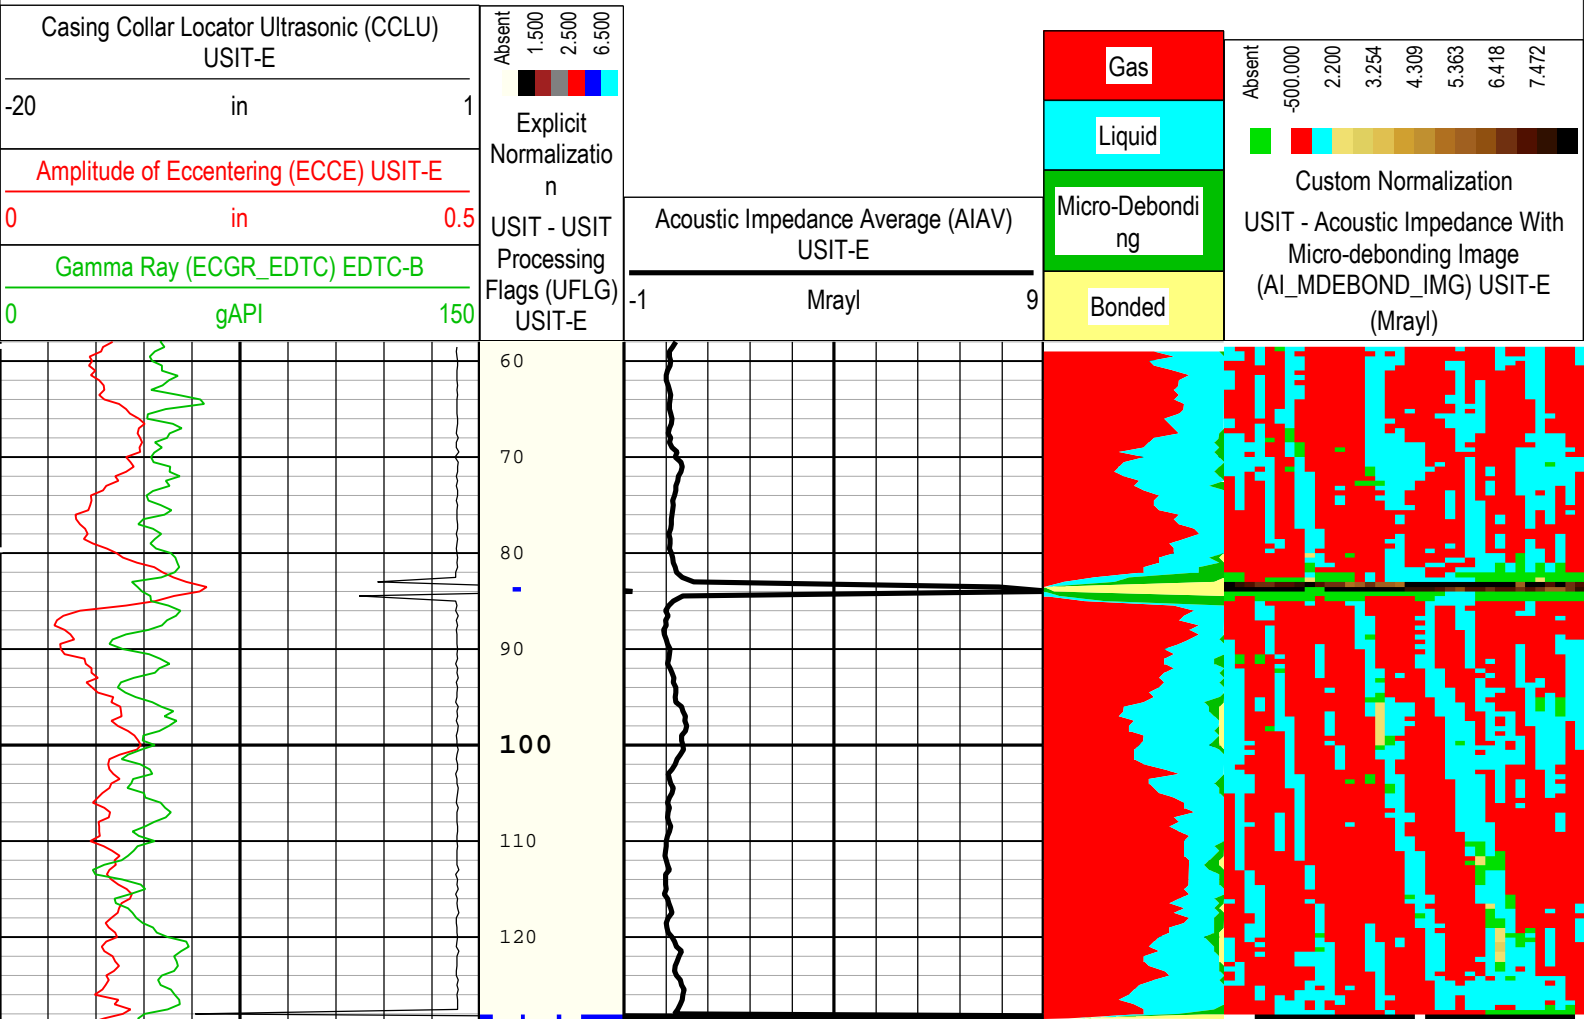 Casing Collar Locator Ultrasonic (CCLU)
USIT-E
-20 in 1
Amplitude of Eccentering (ECCE) USIT-E
0 in 0.5
Gamma Ray (ECGR_EDTC) EDTC-B
0 gAPI 150
Absent 1.500 2.500 6.500
Explicit
Normalizatio
n
USIT - USIT
Processing
Flags (UFLG)
USIT-E
Acoustic Impedance Average (AIAV)
USIT-E
-1 Mrayl 9
Gas
Liquid
Micro-Debondi
ng
Bonded
Absent -500.000 2.200 3.254 4.309 5.363 6.418 7.472
Custom Normalization
USIT - Acoustic Impedance With
Micro-debonding Image
(AI_MDEBOND_IMG) USIT-E
(Mrayl)
60
70
80
90
100
110
120